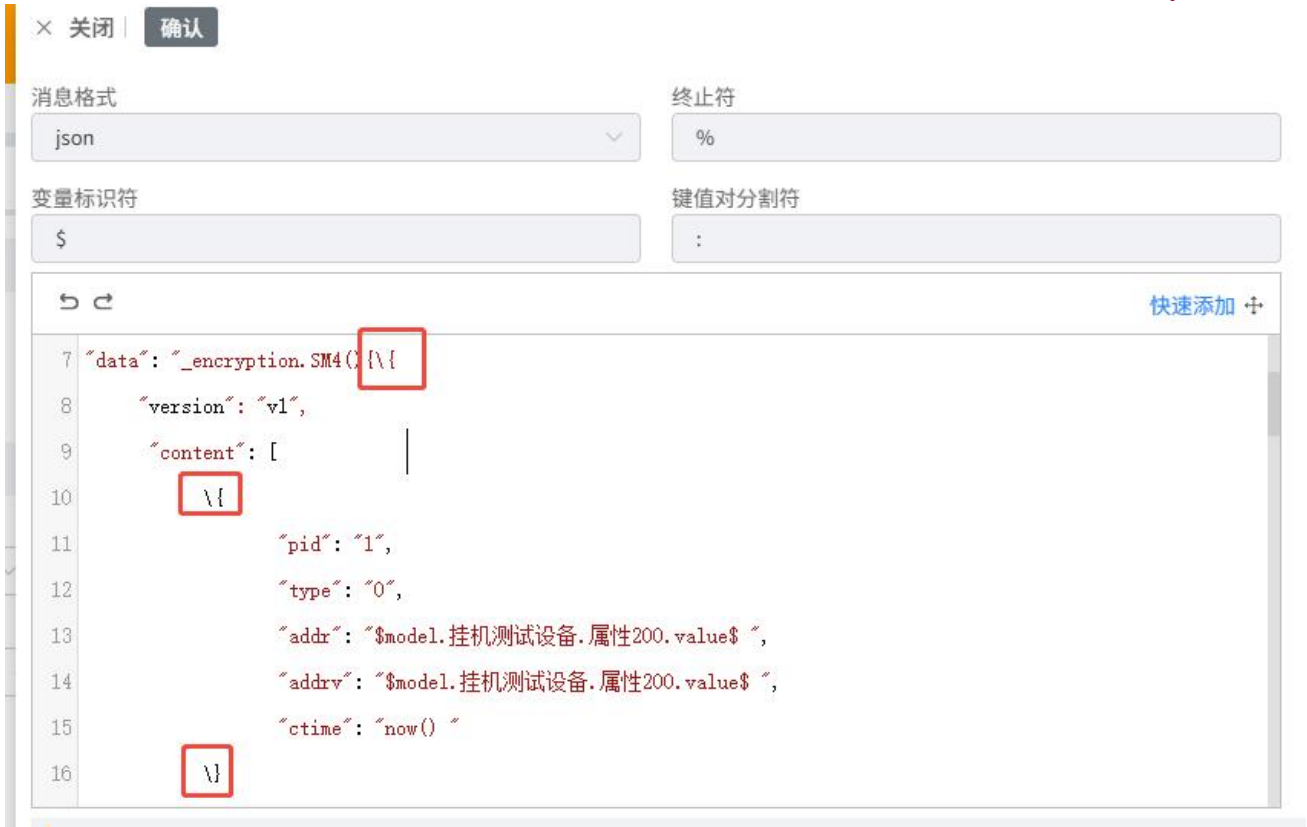 × 关闭 确认
消息格式 终止符
json %
变量标识符 键值对分割符
$ :
快速添加
7 "data": "_encryption.SM4(){\{
8 "version": "v1",
9 "content": [
10 \{
11 "pid": "1",
12 "type": "0",
13 "addr": "$model.挂机测试设备.属性200.value$ ",
14 "addrv": "$model.挂机测试设备.属性200.value$ ",
15 "ctime": "now() "
16 \}